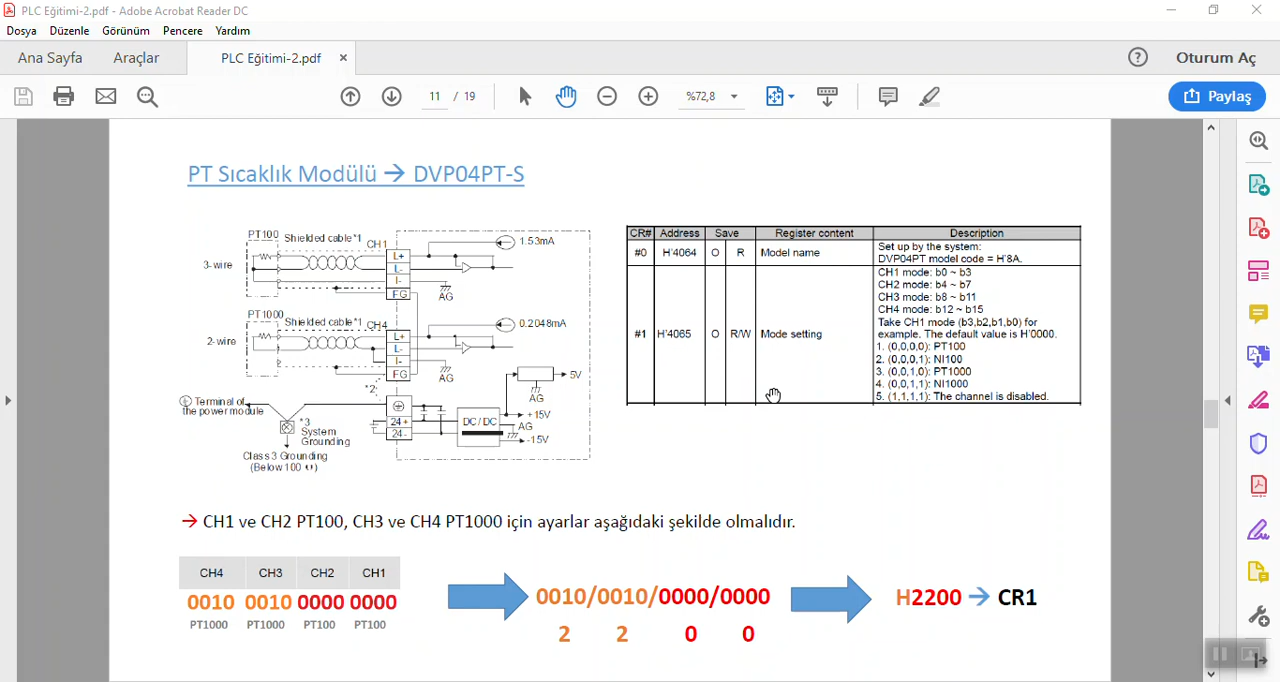 PLC Eğitimi-2.pdf - Adobe Acrobat Reader DC
Dosya Düzenle Görünüm Pencere Yardım
Ana Sayfa Araçlar PLC Eğitimi-2.pdf × Oturum Aç
11 / 19 %72,8 Paylaş
PT Sıcaklık Modülü → DVP04PT-S
PT100 Shielded cable*1 CH1 1.53mA
3-wire
L+
L-
I-
FG
AG
PT1000 Shielded cable*1 CH4 0.2048mA
2-wire
L+
L-
I-
FG
AG
*2
5V
AG
Terminal of
the power module
*3
System
Grounding
Class 3 Grounding
(Below 100 Ω)
24 +
24 -
DC / DC
+15V
AG
-15V
CR# Address Save Register content Description
#0 H'4064 O R Model name Set up by the system:
DVP04PT model code = H'8A.
#1 H'4065 O R/W Mode setting
CH1 mode: b0 ~ b3
CH2 mode: b4 ~ b7
CH3 mode: b8 ~ b11
CH4 mode: b12 ~ b15
Take CH1 mode (b3,b2,b1,b0) for
example. The default value is H'0000.
1. (0,0,0,0): PT100
2. (0,0,0,1): NI100
3. (0,0,1,0): PT1000
4. (0,0,1,1): NI1000
5. (1,1,1,1): The channel is disabled.
→ CH1 ve CH2 PT100, CH3 ve CH4 PT1000 için ayarlar aşağıdaki şekilde olmalıdır.
CH4 CH3 CH2 CH1
0010 0010 0000 0000
PT1000 PT1000 PT100 PT100
0010/0010/0000/0000
2 2 0 0
H2200 → CR1